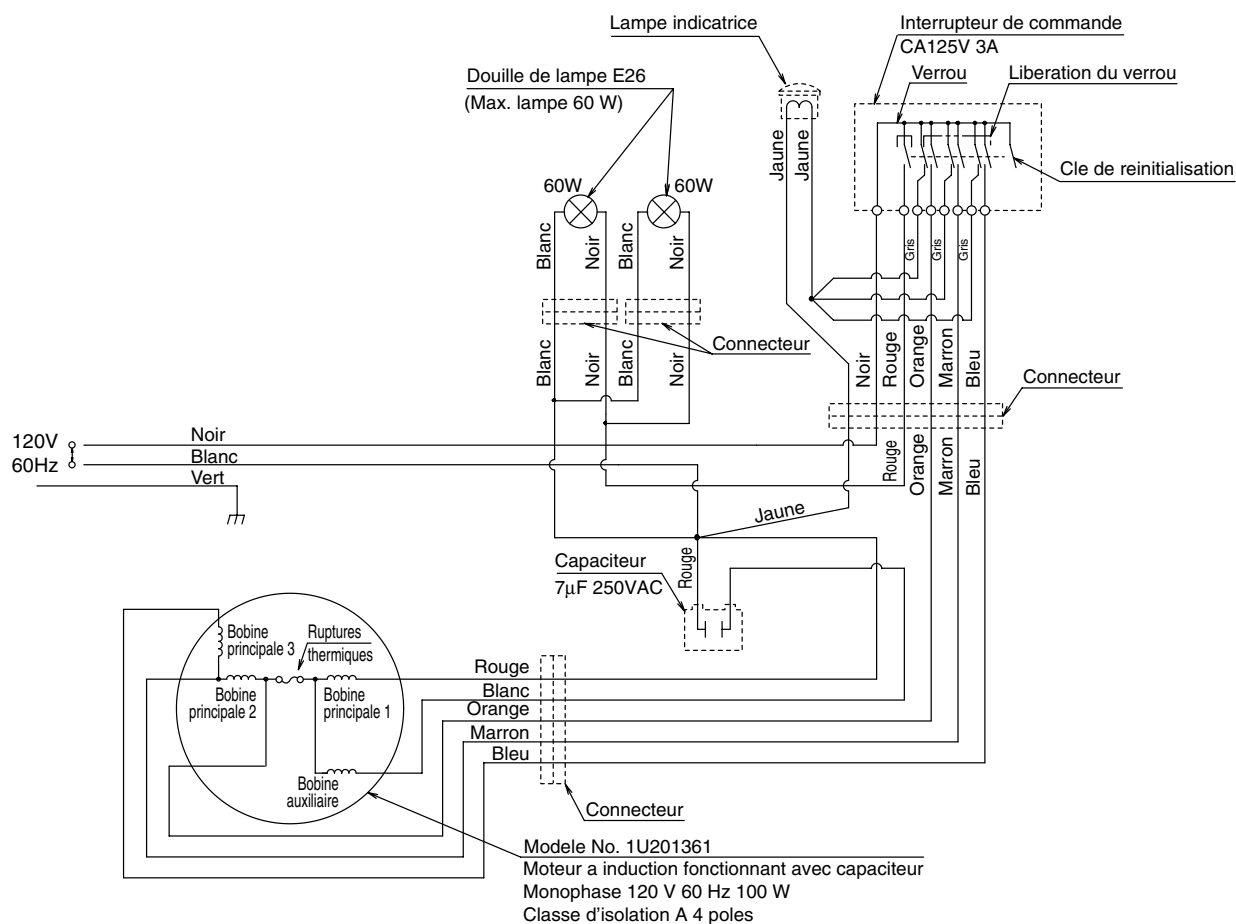 Lampe indicatrice
Interrupteur de commande
CA125V 3A
Verrou
Liberation du verrou
Cle de reinitialisation
Douille de lampe E26
(Max. lampe 60 W)
60W
60W
Jaune
Jaune
Blanc
Noir
Blanc
Noir
Gris
Gris
Gris
Connecteur
Blanc
Noir
Blanc
Noir
Noir
Rouge
Orange
Marron
Bleu
Connecteur
120V
60Hz
Noir
Blanc
Vert
Rouge
Orange
Marron
Bleu
Jaune
Capaciteur
7μF 250VAC
Rouge
Bobine
principale 3
Ruptures
thermiques
Bobine
principale 2
Bobine
principale 1
Bobine
auxiliaire
Rouge
Blanc
Orange
Marron
Bleu
Connecteur
Modele No. 1U201361
Moteur a induction fonctionnant avec capaciteur
Monophase 120 V 60 Hz 100 W
Classe d'isolation A 4 poles